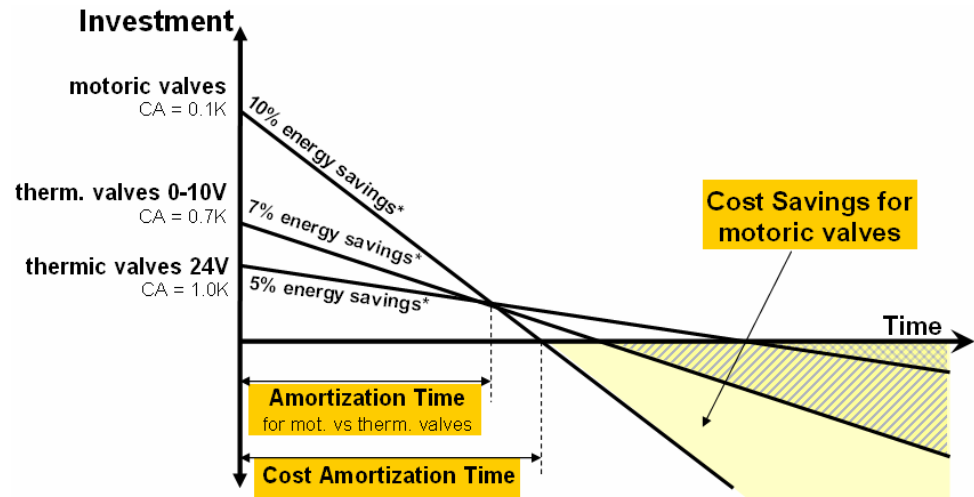 Investment
motoric valves
CA = 0.1K
10% energy savings*
therm. valves 0-10V
CA = 0.7K
7% energy savings*
thermic valves 24V
CA = 1.0K
5% energy savings*
Cost Savings for
motoric valves
Time
Amortization Time
for mot. vs therm. valves
Cost Amortization Time